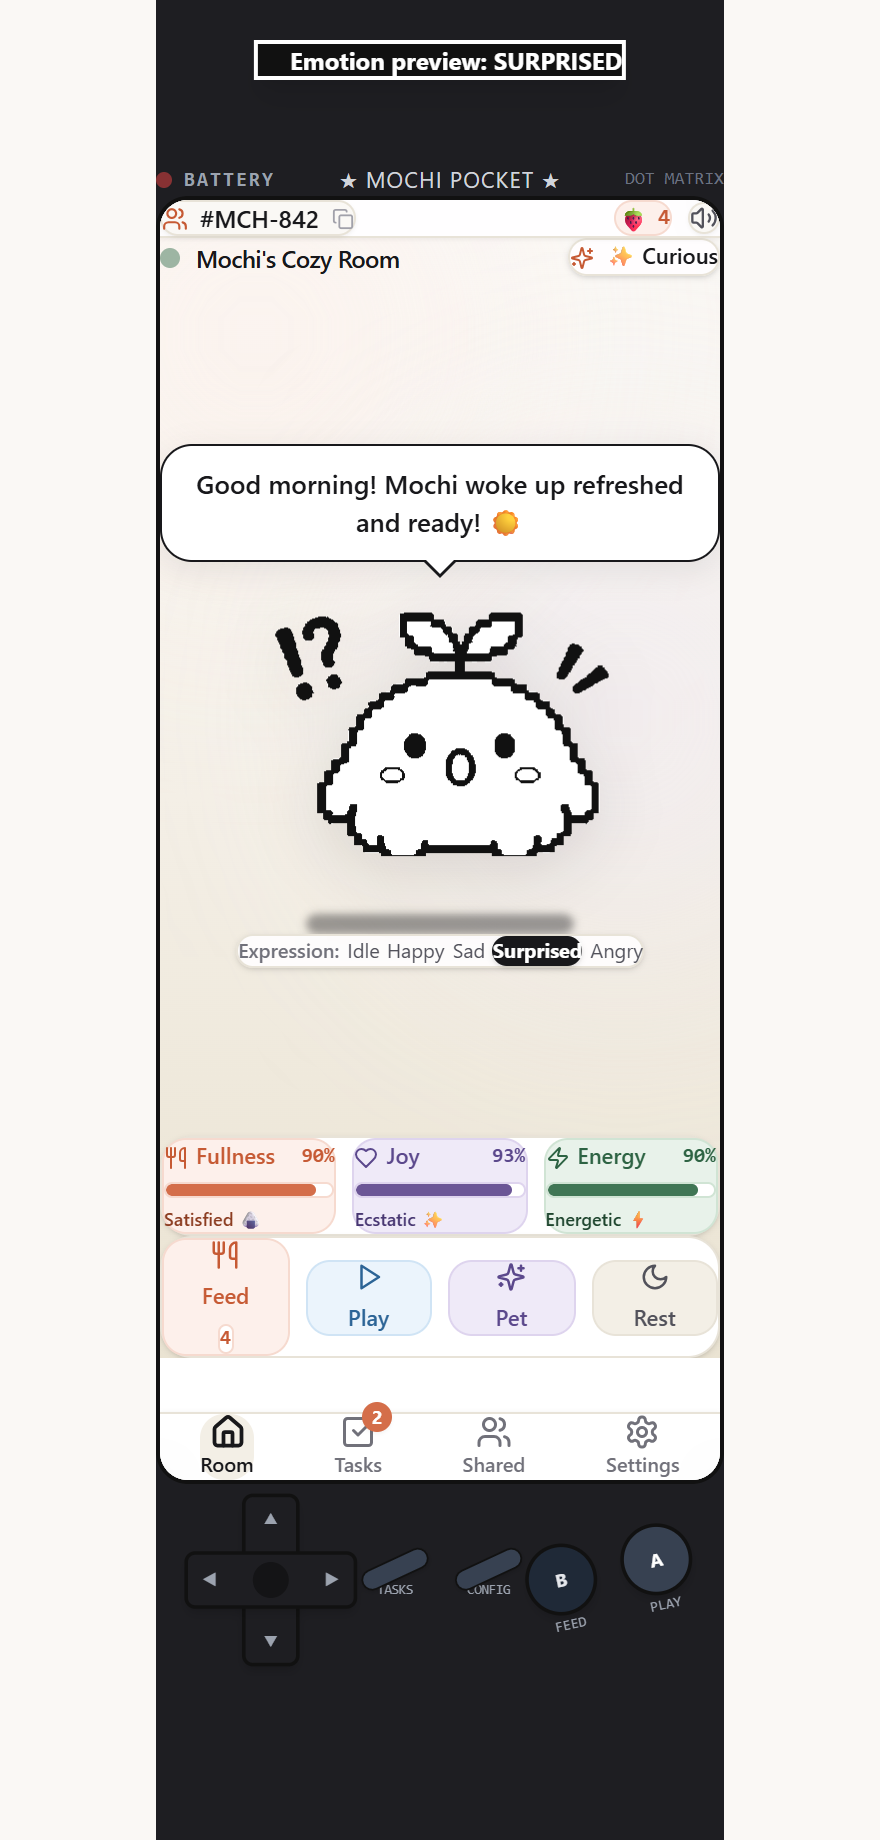 Emotion preview: SURPRISED
BATTERY ★ MOCHI POCKET ★ DOT MATRIX
#MCH-842 4
Mochi's Cozy Room Curious
Good morning! Mochi woke up refreshed
and ready!
!?
Expression: Idle Happy Sad Surprised Angry
Fullness 90% Joy 93% Energy 90%
Satisfied Ecstatic Energetic
Feed Play Pet Rest
4
2
Room Tasks Shared Settings
B A
TASKS CONFIG
FEED PLAY